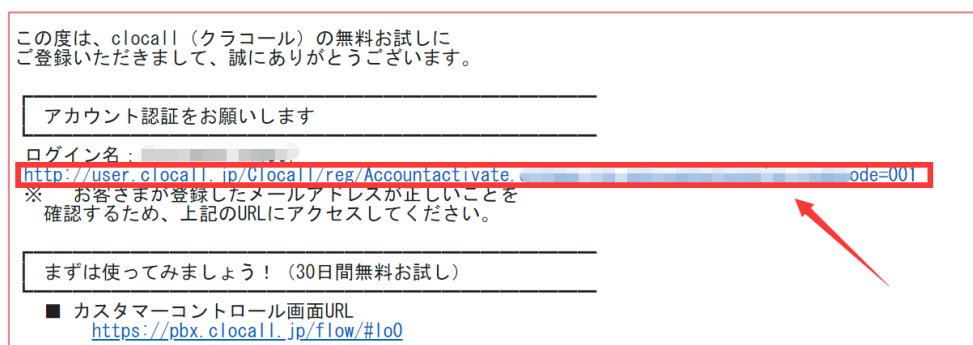 この度は、clocall（クラコール）の無料お試しに
ご登録いただきまして、誠にありがとうございます。
アカウント認証をお願いします
ログイン名：
http://user.clocall.jp/Clocall/reg/Accountactivate. ode=001
※　　お客さまが登録したメールアドレスが正しいことを
確認するため、上記のURLにアクセスしてください。
まずは使ってみましょう！（30日間無料お試し）
■ カスタマーコントロール画面URL
https://pbx.clocall.jp/flow/#lo0